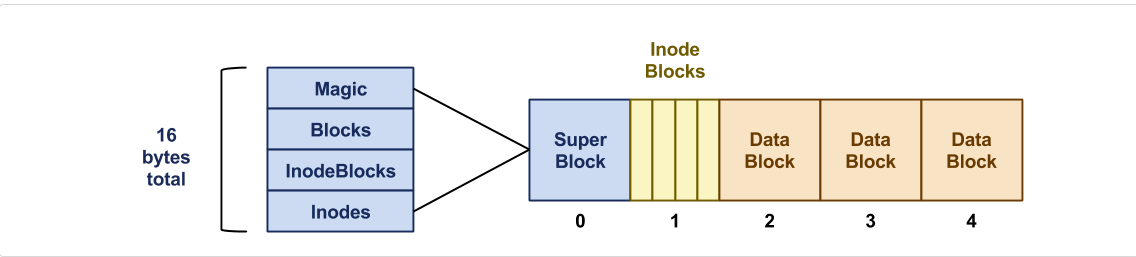 16
bytes
total
Magic
Blocks
InodeBlocks
Inodes
Inode
Blocks
Super
Block
Data
Block
Data
Block
Data
Block
0
1
2
3
4